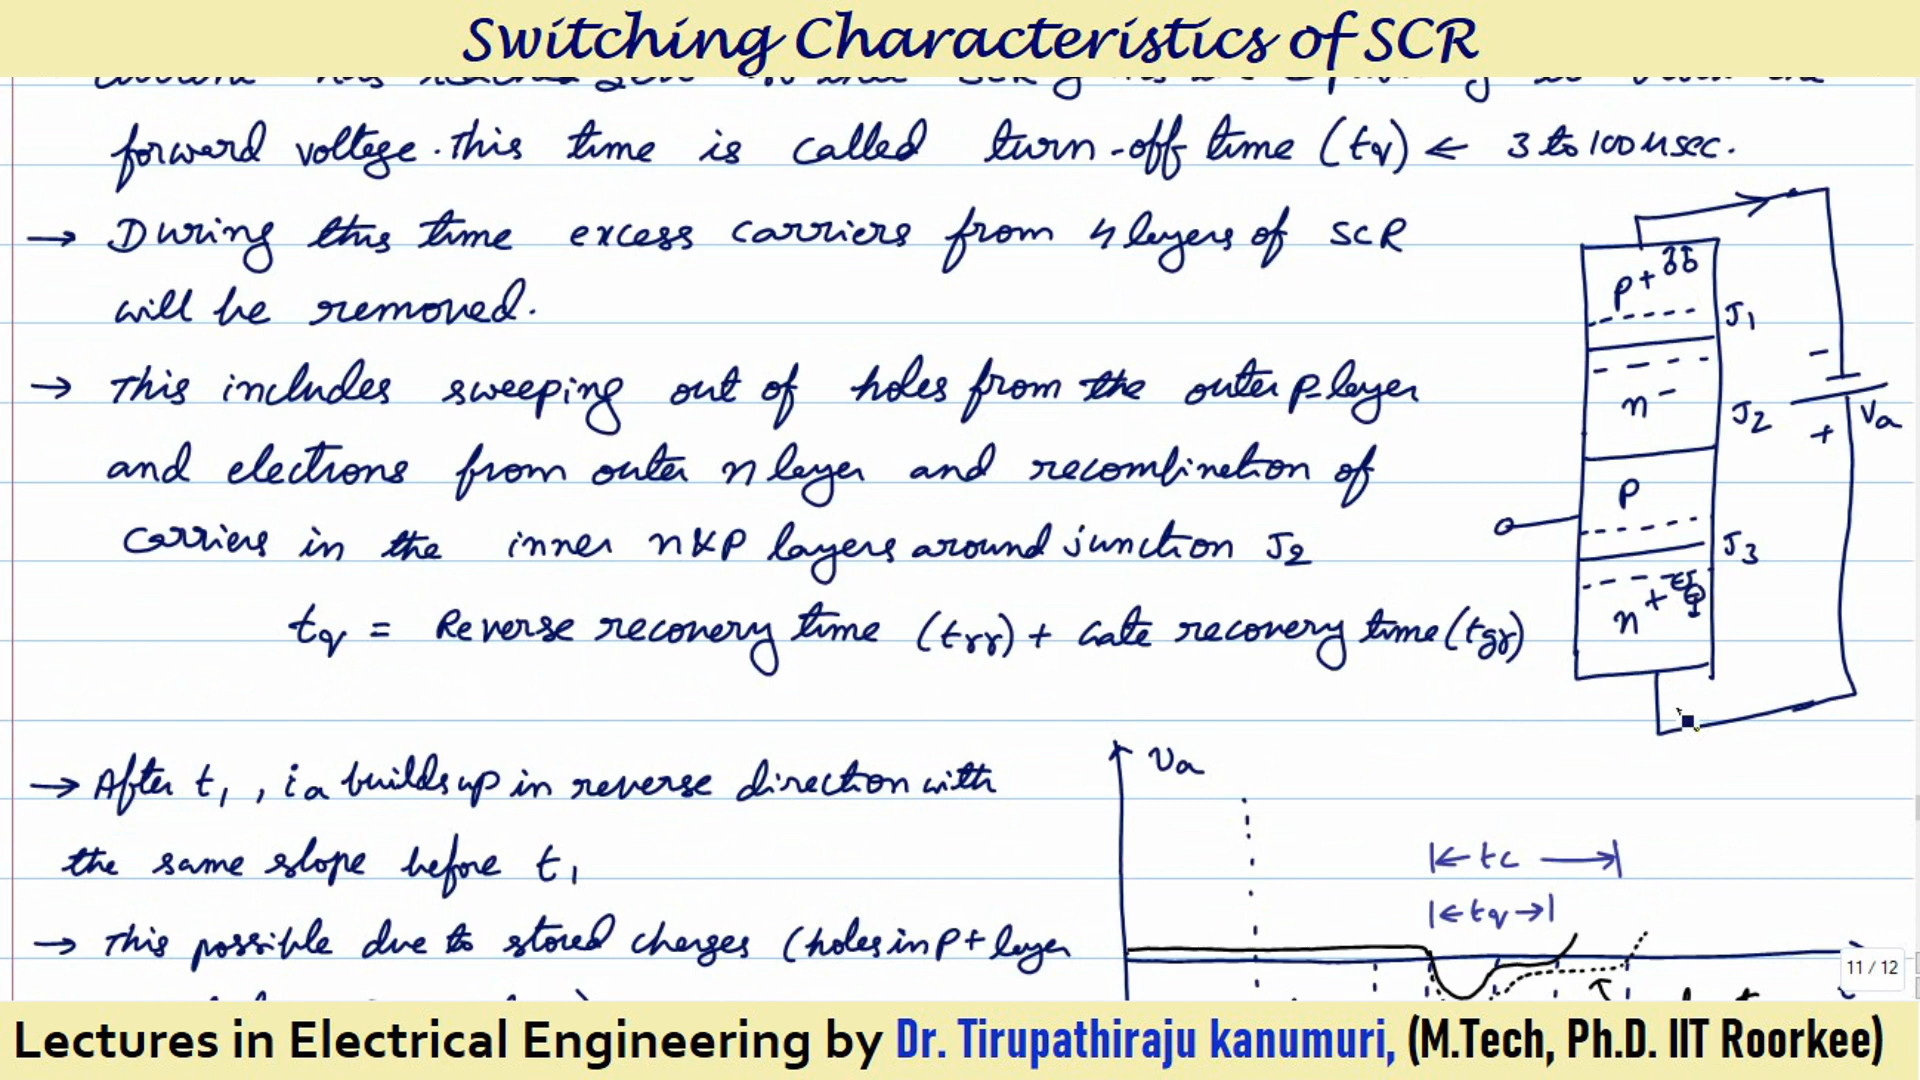 Switching Characteristics of SCR
forward voltage. This time is called turn-off time (tq) ← 3 to 100 µsec.
→ During this time excess carriers from 4 layers of SCR
will be removed.
→ This includes sweeping out of holes from the outer p-layer
and electrons from outer n layer and recombination of
carriers in the inner n&p layers around junction J2
tq = Reverse recovery time (trr) + Gate recovery time (tgr)
p+
J1
n-
J2
p
J3
n+
-
+
Va
→ After t1, ia builds up in reverse direction with
the same slope before t1
→ This possible due to stored charges (holes in p+ layer
va
|← tc →|
|← tq →|
11 / 12
Lectures in Electrical Engineering by Dr. Tirupathiraju kanumuri, (M.Tech, Ph.D. IIT Roorkee)